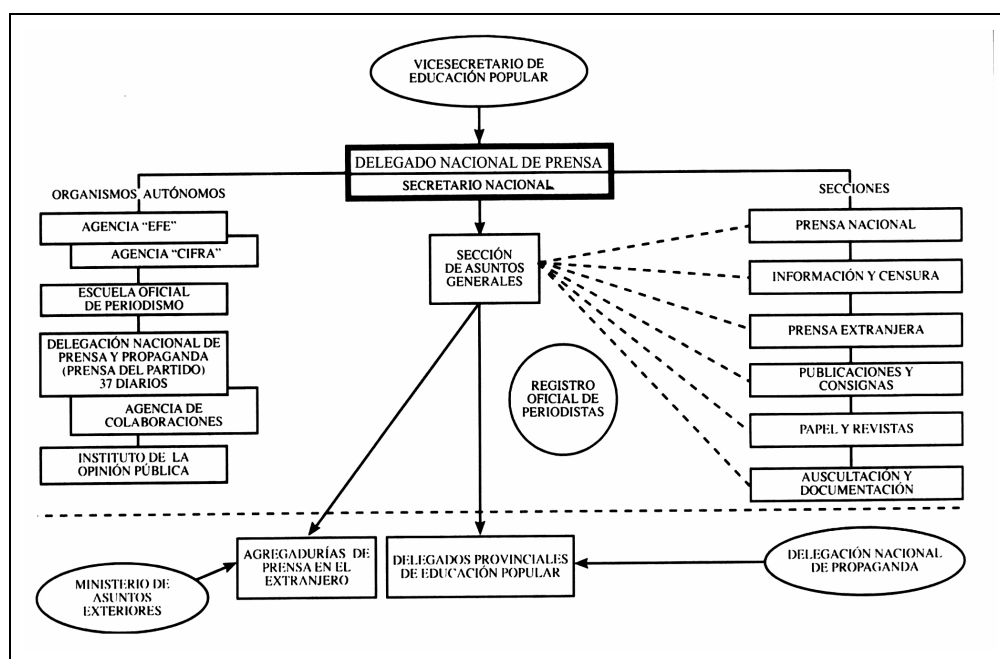 VICESECRETARIO DE
EDUCACIÓN POPULAR
DELEGADO NACIONAL DE PRENSA
SECRETARIO NACIONAL
ORGANISMOS AUTÓNOMOS
AGENCIA “EFE”
AGENCIA “CIFRA”
ESCUELA OFICIAL
DE PERIODISMO
DELEGACIÓN NACIONAL DE
PRENSA Y PROPAGANDA
(PRENSA DEL PARTIDO)
37 DIARIOS
AGENCIA DE
COLABORACIONES
INSTITUTO DE LA
OPINIÓN PÚBLICA
SECCIÓN
DE ASUNTOS
GENERALES
REGISTRO
OFICIAL DE
PERIODISTAS
SECCIONES
PRENSA NACIONAL
INFORMACIÓN Y CENSURA
PRENSA EXTRANJERA
PUBLICACIONES Y
CONSIGNAS
PAPEL Y REVISTAS
AUSCULTACIÓN Y
DOCUMENTACIÓN
MINISTERIO DE
ASUNTOS
EXTERIORES
AGREGADURÍAS DE
PRENSA EN EL
EXTRANJERO
DELEGADOS PROVINCIALES
DE EDUCACIÓN POPULAR
DELEGACIÓN NACIONAL
DE PROPAGANDA